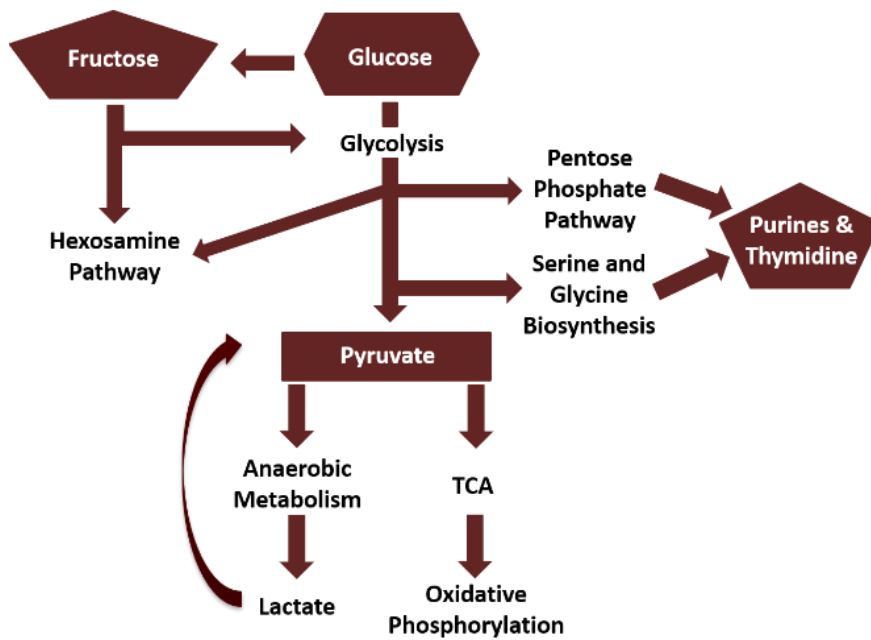 Fructose
Glucose
Glycolysis
Pentose
Phosphate
Pathway
Purines &
Thymidine
Hexosamine
Pathway
Serine and
Glycine
Biosynthesis
Pyruvate
Anaerobic
Metabolism
TCA
Lactate
Oxidative
Phosphorylation